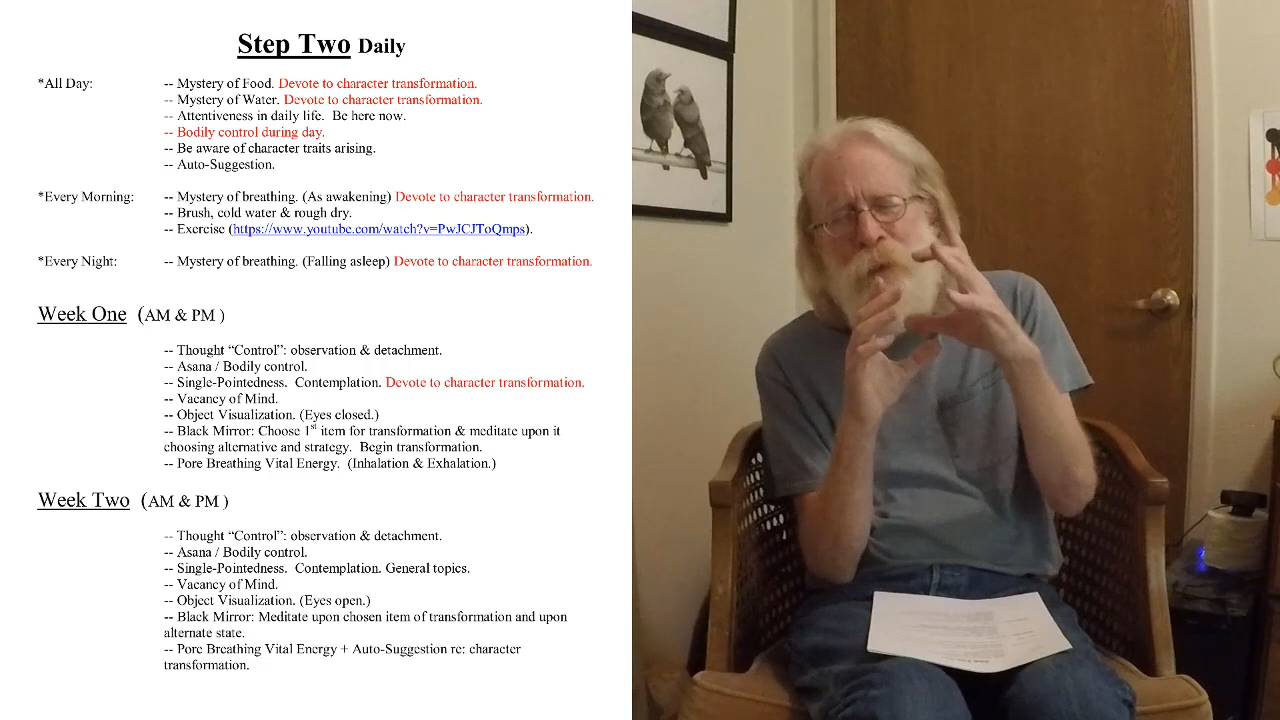 Step Two Daily
*All Day: -- Mystery of Food. Devote to character transformation.
-- Mystery of Water. Devote to character transformation.
-- Attentiveness in daily life. Be here now.
-- Bodily control during day.
-- Be aware of character traits arising.
-- Auto-Suggestion.
*Every Morning: -- Mystery of breathing. (As awakening) Devote to character transformation.
-- Brush, cold water & rough dry.
-- Exercise (https://www.youtube.com/watch?v=PwJCJToQmps).
*Every Night: -- Mystery of breathing. (Falling asleep) Devote to character transformation.
Week One (AM & PM )
-- Thought “Control”: observation & detachment.
-- Asana / Bodily control.
-- Single-Pointedness. Contemplation. Devote to character transformation.
-- Vacancy of Mind.
-- Object Visualization. (Eyes closed.)
-- Black Mirror: Choose 1st item for transformation & meditate upon it
choosing alternative and strategy. Begin transformation.
-- Pore Breathing Vital Energy. (Inhalation & Exhalation.)
Week Two (AM & PM )
-- Thought “Control”: observation & detachment.
-- Asana / Bodily control.
-- Single-Pointedness. Contemplation. General topics.
-- Vacancy of Mind.
-- Object Visualization. (Eyes open.)
-- Black Mirror: Meditate upon chosen item of transformation and upon
alternate state.
-- Pore Breathing Vital Energy + Auto-Suggestion re: character
transformation.